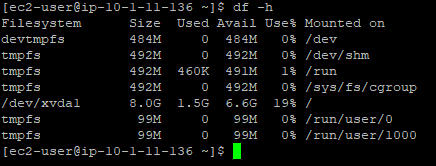 [ec2-user@ip-10-1-11-136 ~]$ df -h
Filesystem      Size  Used Avail Use% Mounted on
devtmpfs        484M     0  484M   0% /dev
tmpfs           492M     0  492M   0% /dev/shm
tmpfs           492M  460K  491M   1% /run
tmpfs           492M     0  492M   0% /sys/fs/cgroup
/dev/xvda1      8.0G  1.5G  6.6G  19% /
tmpfs            99M     0   99M   0% /run/user/0
tmpfs            99M     0   99M   0% /run/user/1000
[ec2-user@ip-10-1-11-136 ~]$